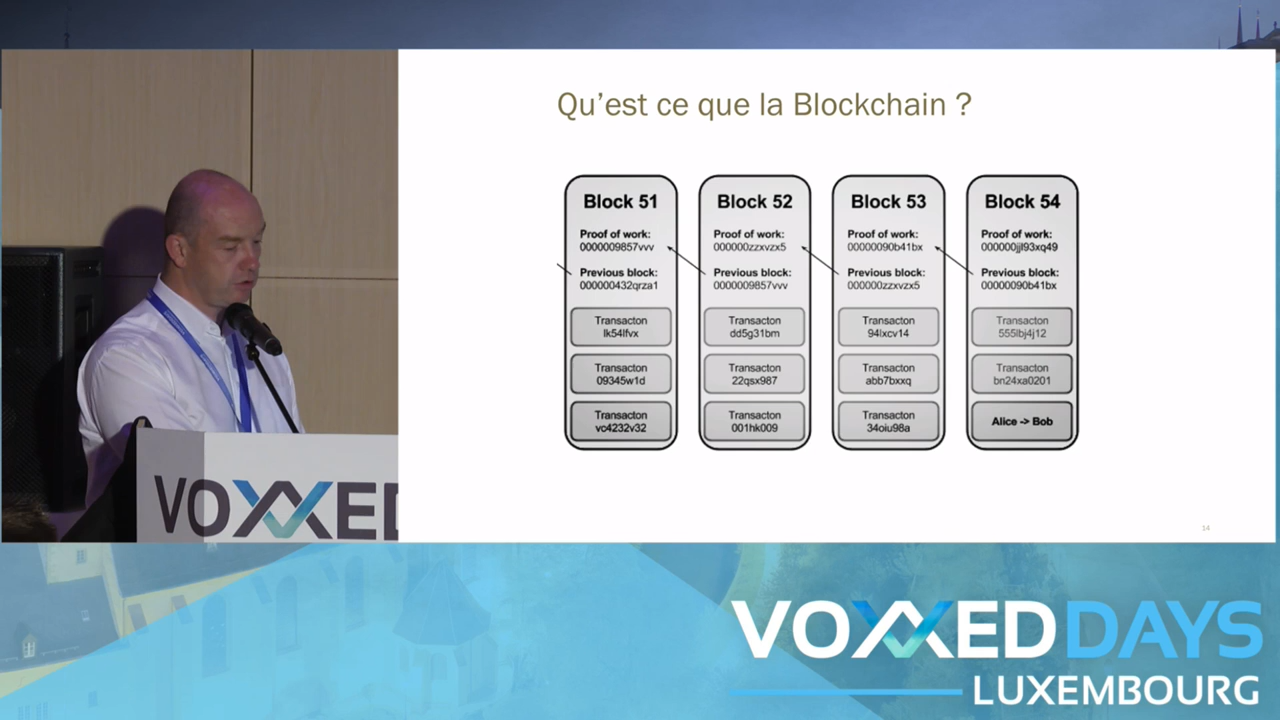 Qu'est ce que la Blockchain ?
Block 51
Proof of work:
0000009857vvv
Previous block:
000000432qrza1
Transacton
lk54lfvx
Transacton
09345w1d
Transacton
vc4232v32
Block 52
Proof of work:
000000zzxvzx5
Previous block:
0000009857vvv
Transacton
dd5g31bm
Transacton
22qsx987
Transacton
001hk009
Block 53
Proof of work:
00000090b41bx
Previous block:
000000zzxvzx5
Transacton
94lxcv14
Transacton
abb7bxxq
Transacton
34oiu98a
Block 54
Proof of work:
000000jjl93xq49
Previous block:
00000090b41bx
Transacton
555lbj4j12
Transacton
bn24xa0201
Alice -> Bob
14
VOXXED
VOXXED DAYS
LUXEMBOURG